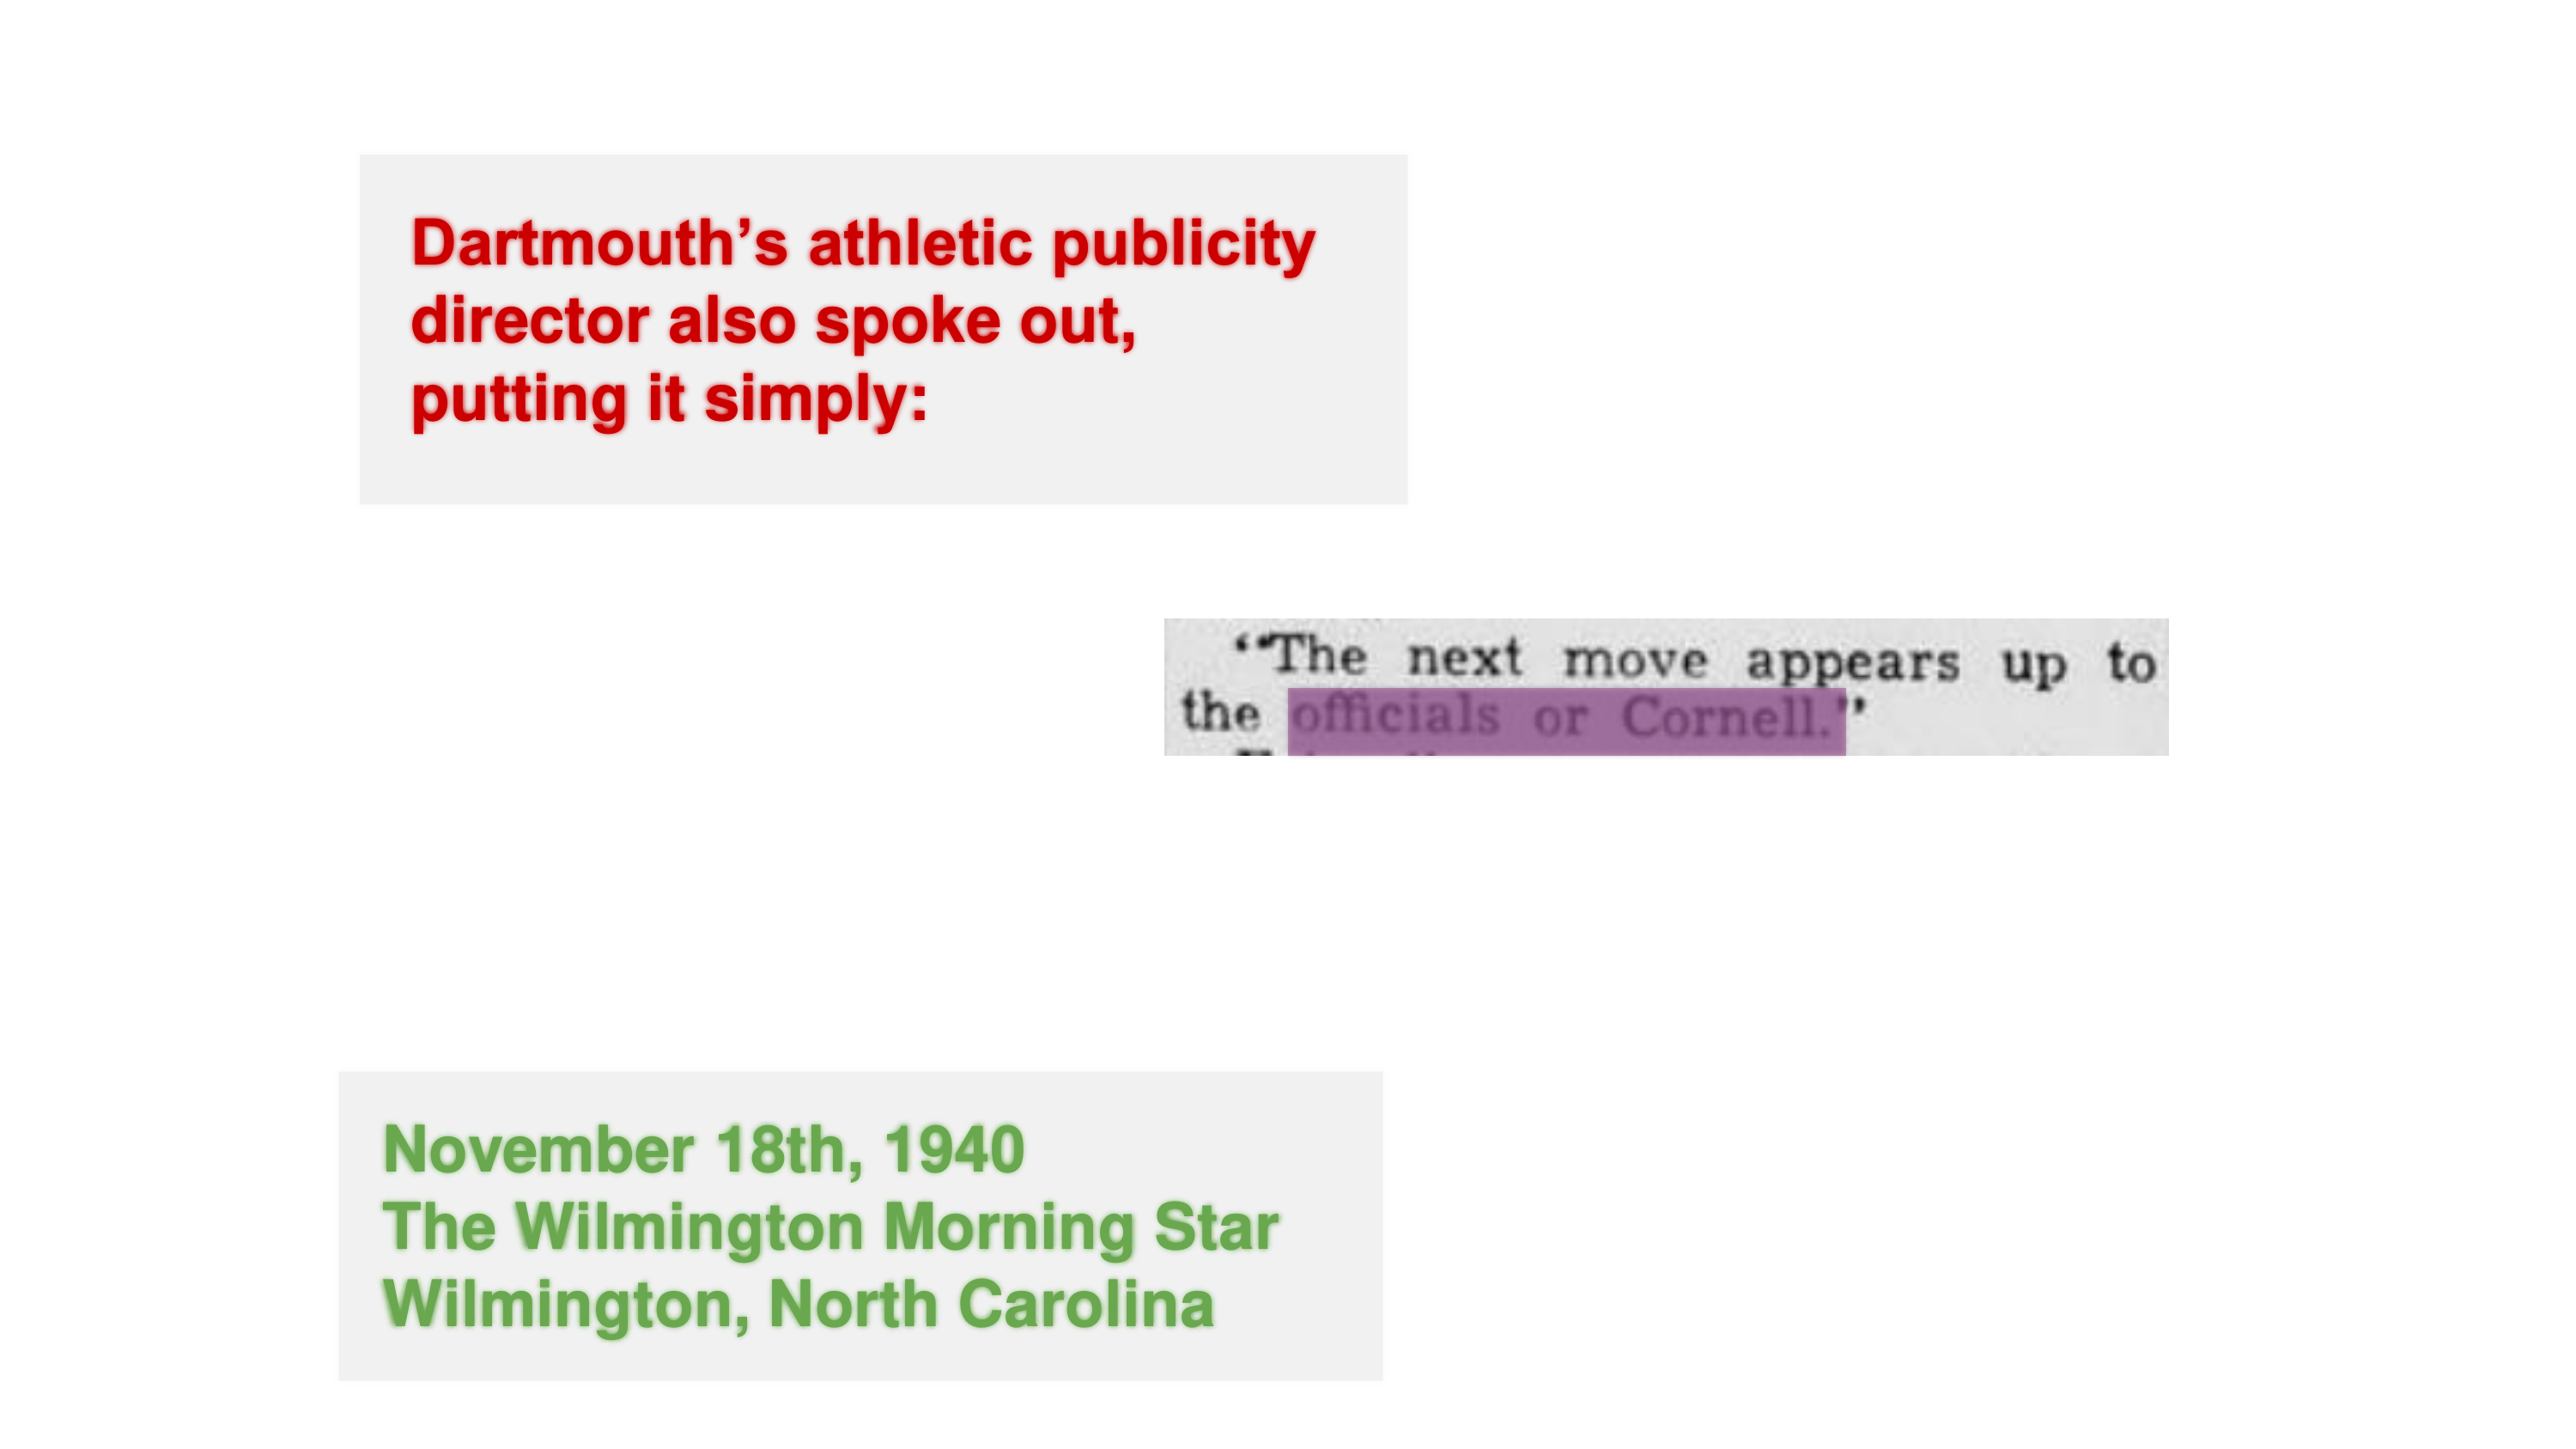 Dartmouth’s athletic publicity
director also spoke out,
putting it simply:
“The next move appears up to
the officials or Cornell.”
November 18th, 1940
The Wilmington Morning Star
Wilmington, North Carolina